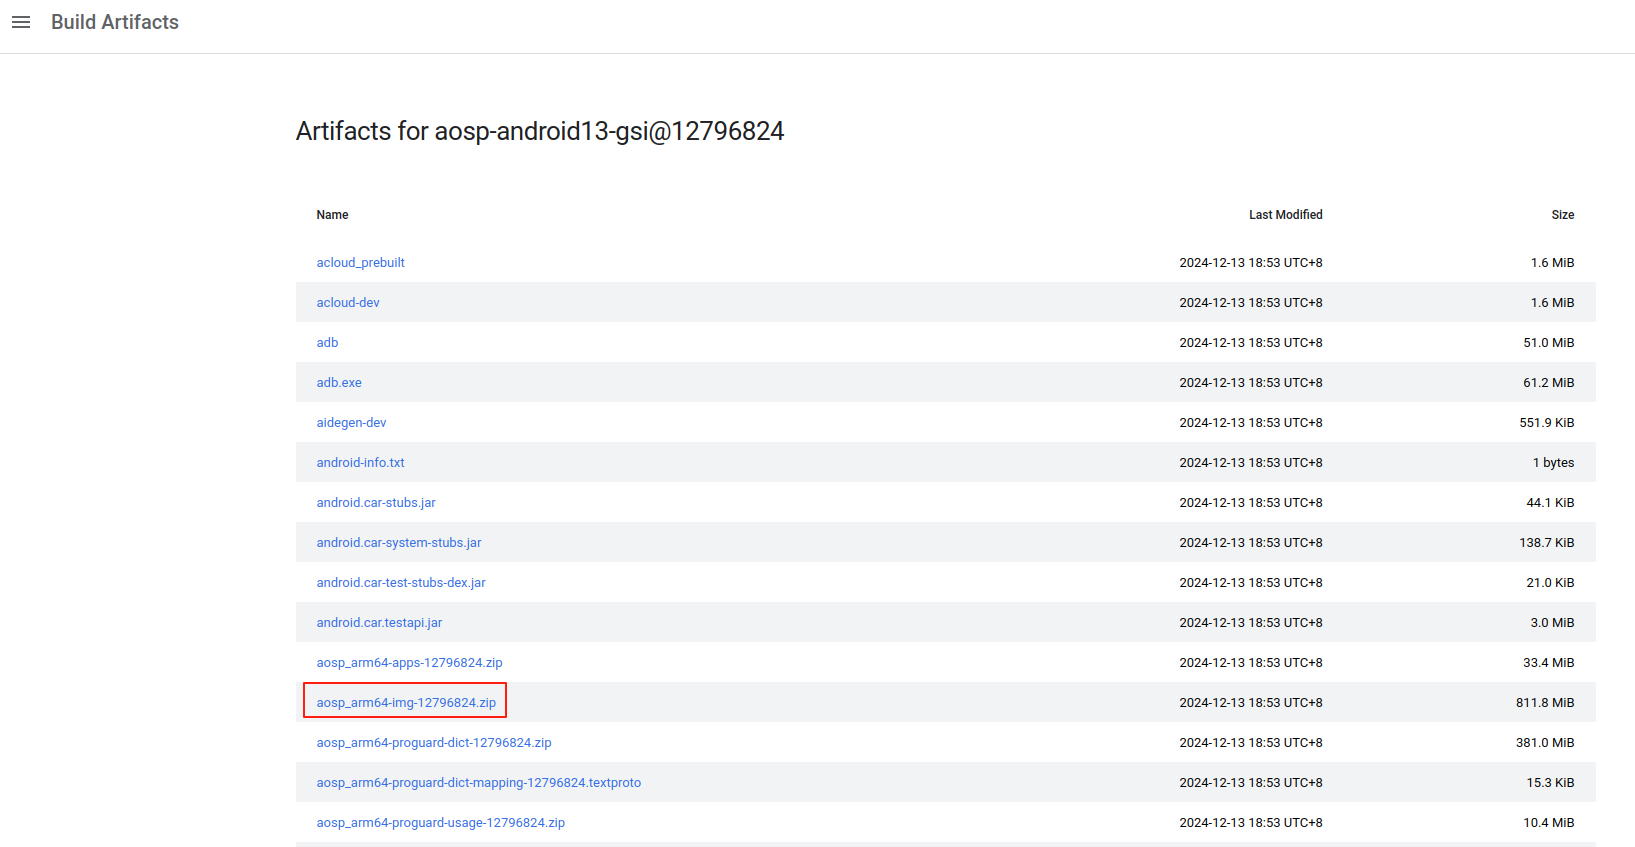 Build Artifacts
Artifacts for aosp-android13-gsi@12796824
Name Last Modified Size
acloud_prebuilt 2024-12-13 18:53 UTC+8 1.6 MiB
acloud-dev 2024-12-13 18:53 UTC+8 1.6 MiB
adb 2024-12-13 18:53 UTC+8 51.0 MiB
adb.exe 2024-12-13 18:53 UTC+8 61.2 MiB
aidegen-dev 2024-12-13 18:53 UTC+8 551.9 KiB
android-info.txt 2024-12-13 18:53 UTC+8 1 bytes
android.car-stubs.jar 2024-12-13 18:53 UTC+8 44.1 KiB
android.car-system-stubs.jar 2024-12-13 18:53 UTC+8 138.7 KiB
android.car-test-stubs-dex.jar 2024-12-13 18:53 UTC+8 21.0 KiB
android.car.testapi.jar 2024-12-13 18:53 UTC+8 3.0 MiB
aosp_arm64-apps-12796824.zip 2024-12-13 18:53 UTC+8 33.4 MiB
aosp_arm64-img-12796824.zip 2024-12-13 18:53 UTC+8 811.8 MiB
aosp_arm64-proguard-dict-12796824.zip 2024-12-13 18:53 UTC+8 381.0 MiB
aosp_arm64-proguard-dict-mapping-12796824.textproto 2024-12-13 18:53 UTC+8 15.3 KiB
aosp_arm64-proguard-usage-12796824.zip 2024-12-13 18:53 UTC+8 10.4 MiB